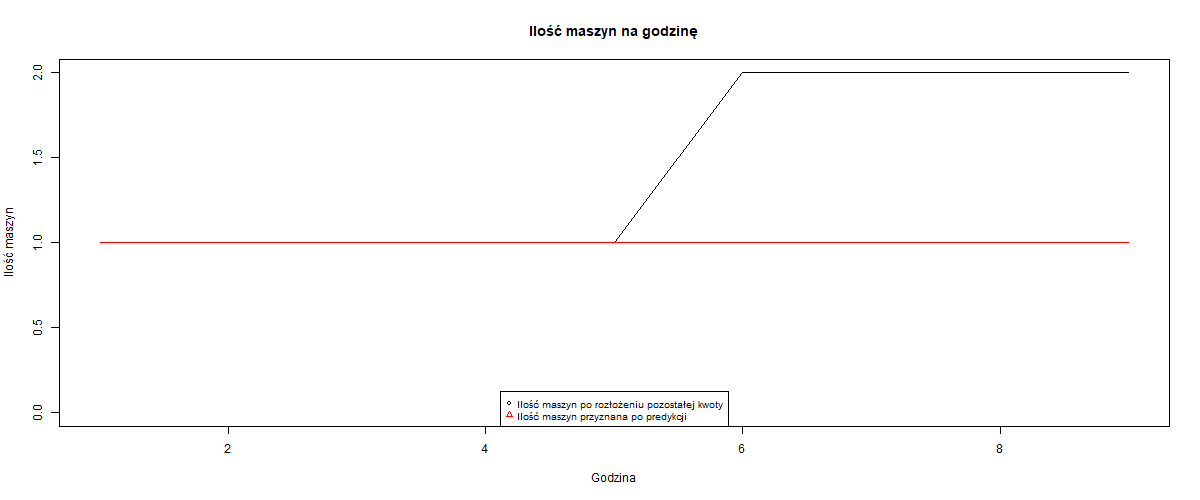 Ilość maszyn na godzinę
Ilość maszyn
2.0
1.5
1.0
0.5
0.0
Ilość maszyn po rozłożeniu pozostałej kwoty
Ilość maszyn przyznana po predykcji
2 4 6 8
Godzina